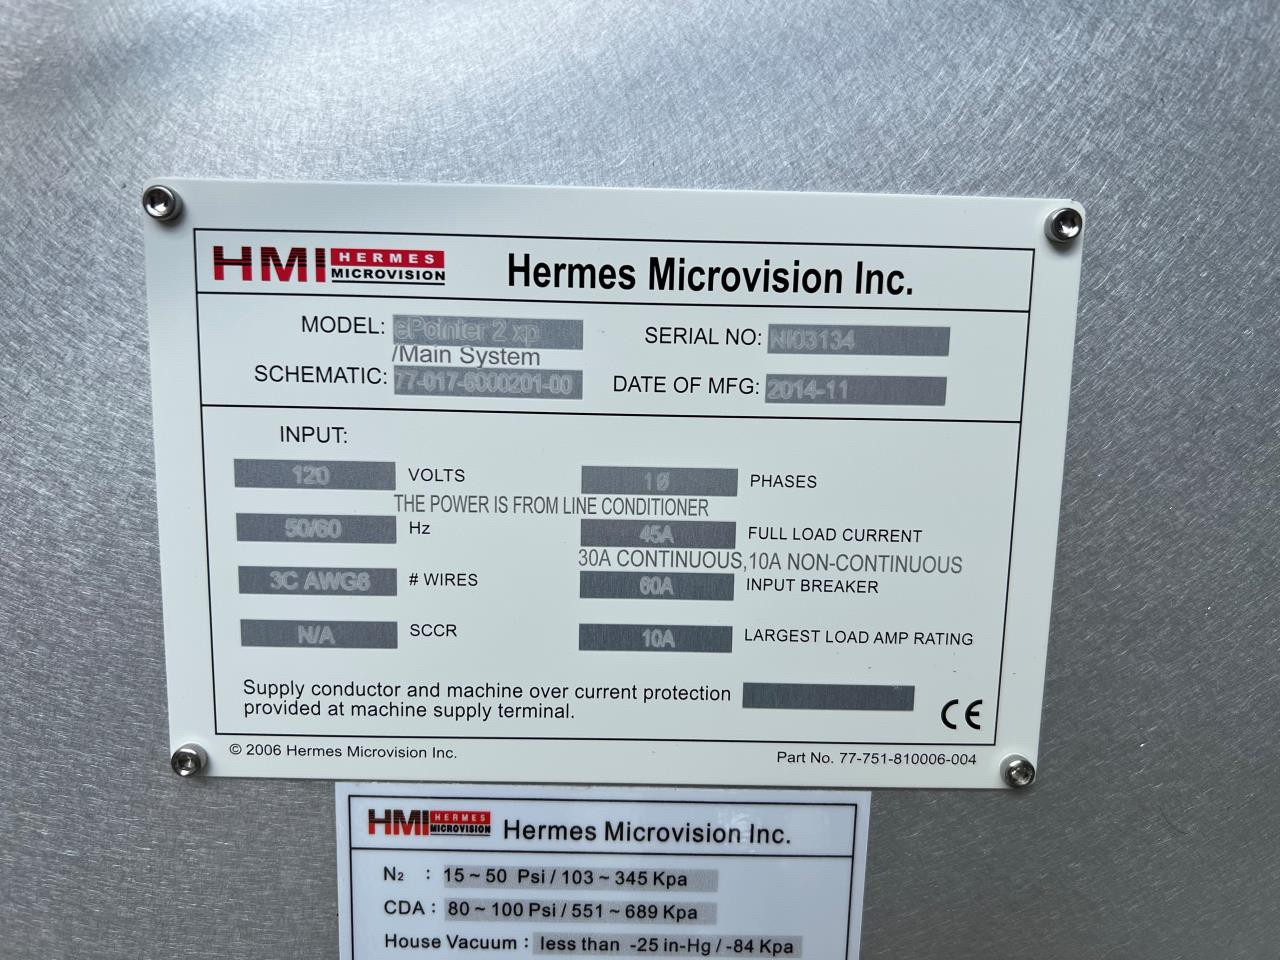 HMI HERMES MICROVISION Hermes Microvision Inc.
MODEL: ePointer 2 xp SERIAL NO: NI03134
/Main System
SCHEMATIC: 77-017-6000201-00 DATE OF MFG: 2014-11
INPUT:
120 VOLTS 1Ø PHASES
THE POWER IS FROM LINE CONDITIONER
50/60 Hz 45A FULL LOAD CURRENT
30A CONTINUOUS,10A NON-CONTINUOUS
3C AWG6 # WIRES 60A INPUT BREAKER
N/A SCCR 10A LARGEST LOAD AMP RATING
Supply conductor and machine over current protection
provided at machine supply terminal.
CE
© 2006 Hermes Microvision Inc. Part No. 77-751-810006-004
HMI HERMES MICROVISION Hermes Microvision Inc.
N2 : 15 ~ 50 Psi / 103 ~ 345 Kpa
CDA : 80 ~ 100 Psi / 551 ~ 689 Kpa
House Vacuum : less than -25 in-Hg / -84 Kpa